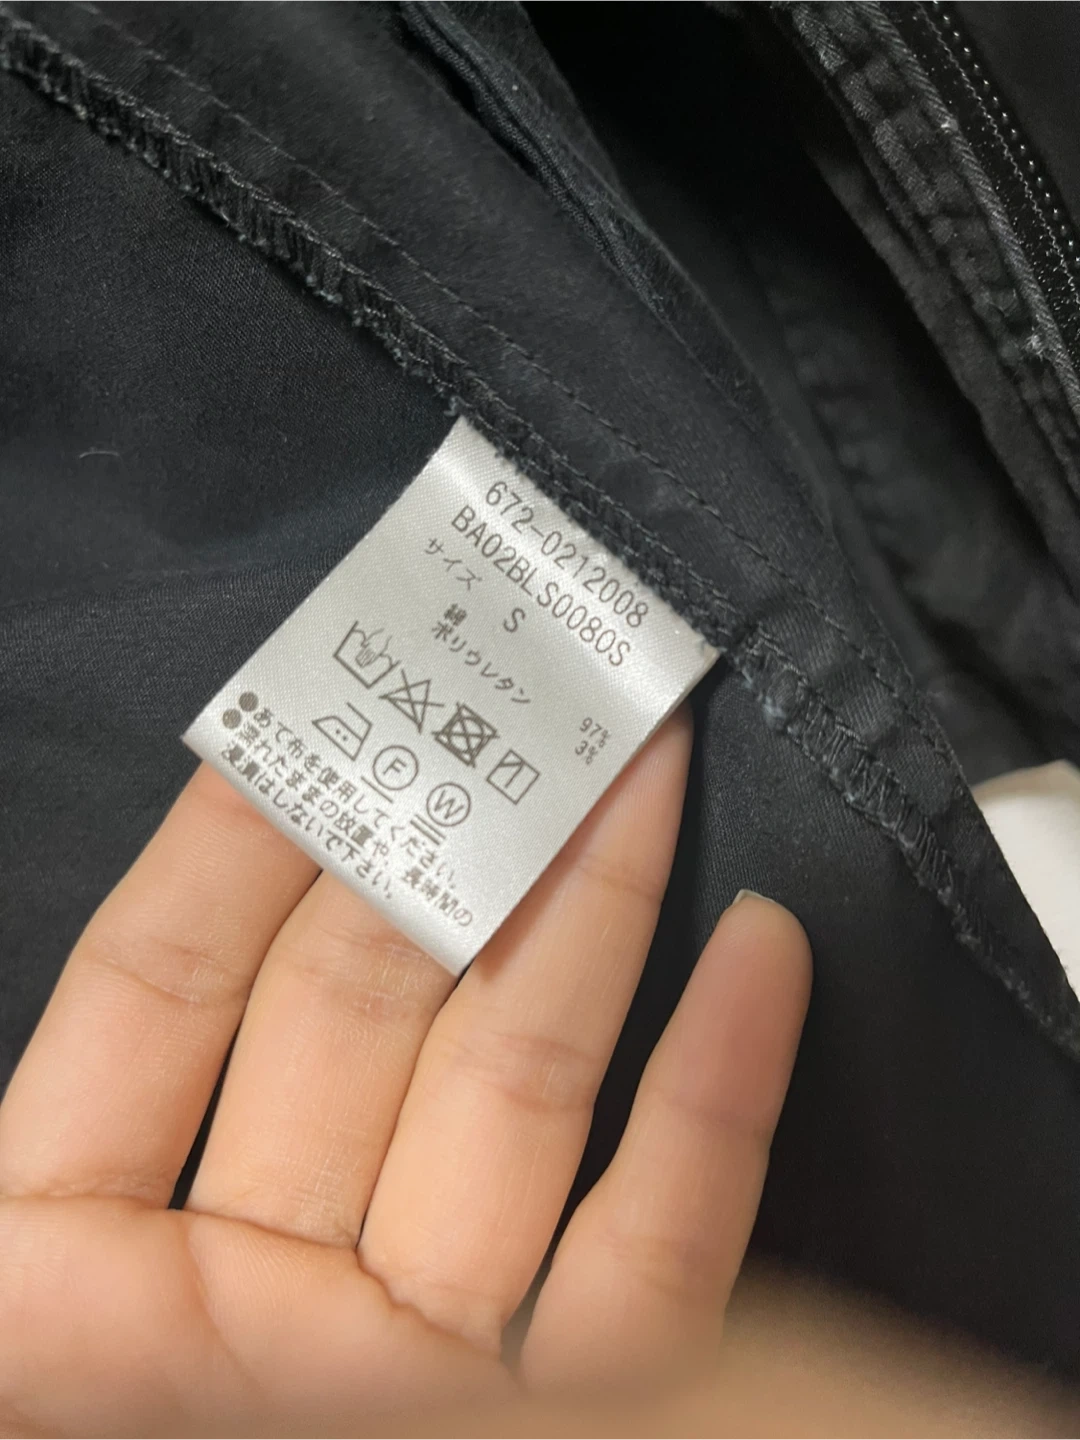 672-0212008
BA02BLS0080S
サイズ S
綿 97%
ポリウレタン 3%
F
W
●あて布を使用してください。
●濡れたままの放置や、長時間の
浸漬はしないで下さい。